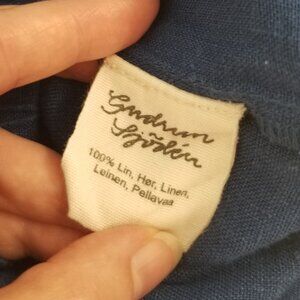 Gudrun
Sjödén
100% Lin, Hør, Linen,
Leinen, Pellavaa